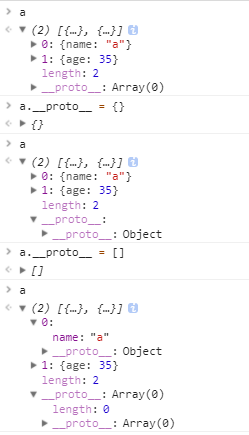 > a
<· ▼ (2) [{…}, {…}] i
▶ 0: {name: "a"}
▶ 1: {age: 35}
length: 2
▶ __proto__: Array(0)
> a.__proto__ = {}
<· ▶ {}
> a
<· ▼ (2) [{…}, {…}] i
▶ 0: {name: "a"}
▶ 1: {age: 35}
length: 2
▼ __proto__:
▶ __proto__: Object
> a.__proto__ = []
<· ▶ []
> a
<· ▼ (2) [{…}, {…}] i
▼ 0:
name: "a"
▶ __proto__: Object
▶ 1: {age: 35}
length: 2
▼ __proto__: Array(0)
length: 0
▶ __proto__: Array(0)